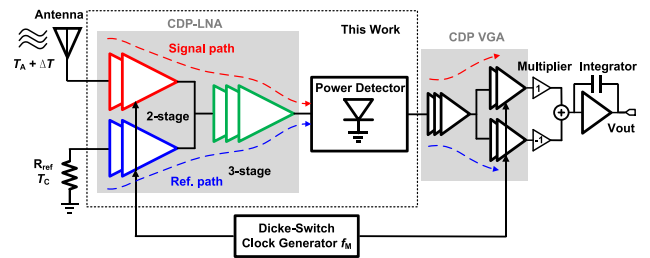 Antenna
CDP-LNA
This Work
Signal path
CDP VGA
Multiplier
Integrator
T_A + ΔT
2-stage
Power Detector
1
-1
+
Vout
R_ref
T_C
Ref. path
3-stage
Dicke-Switch
Clock Generator f_M